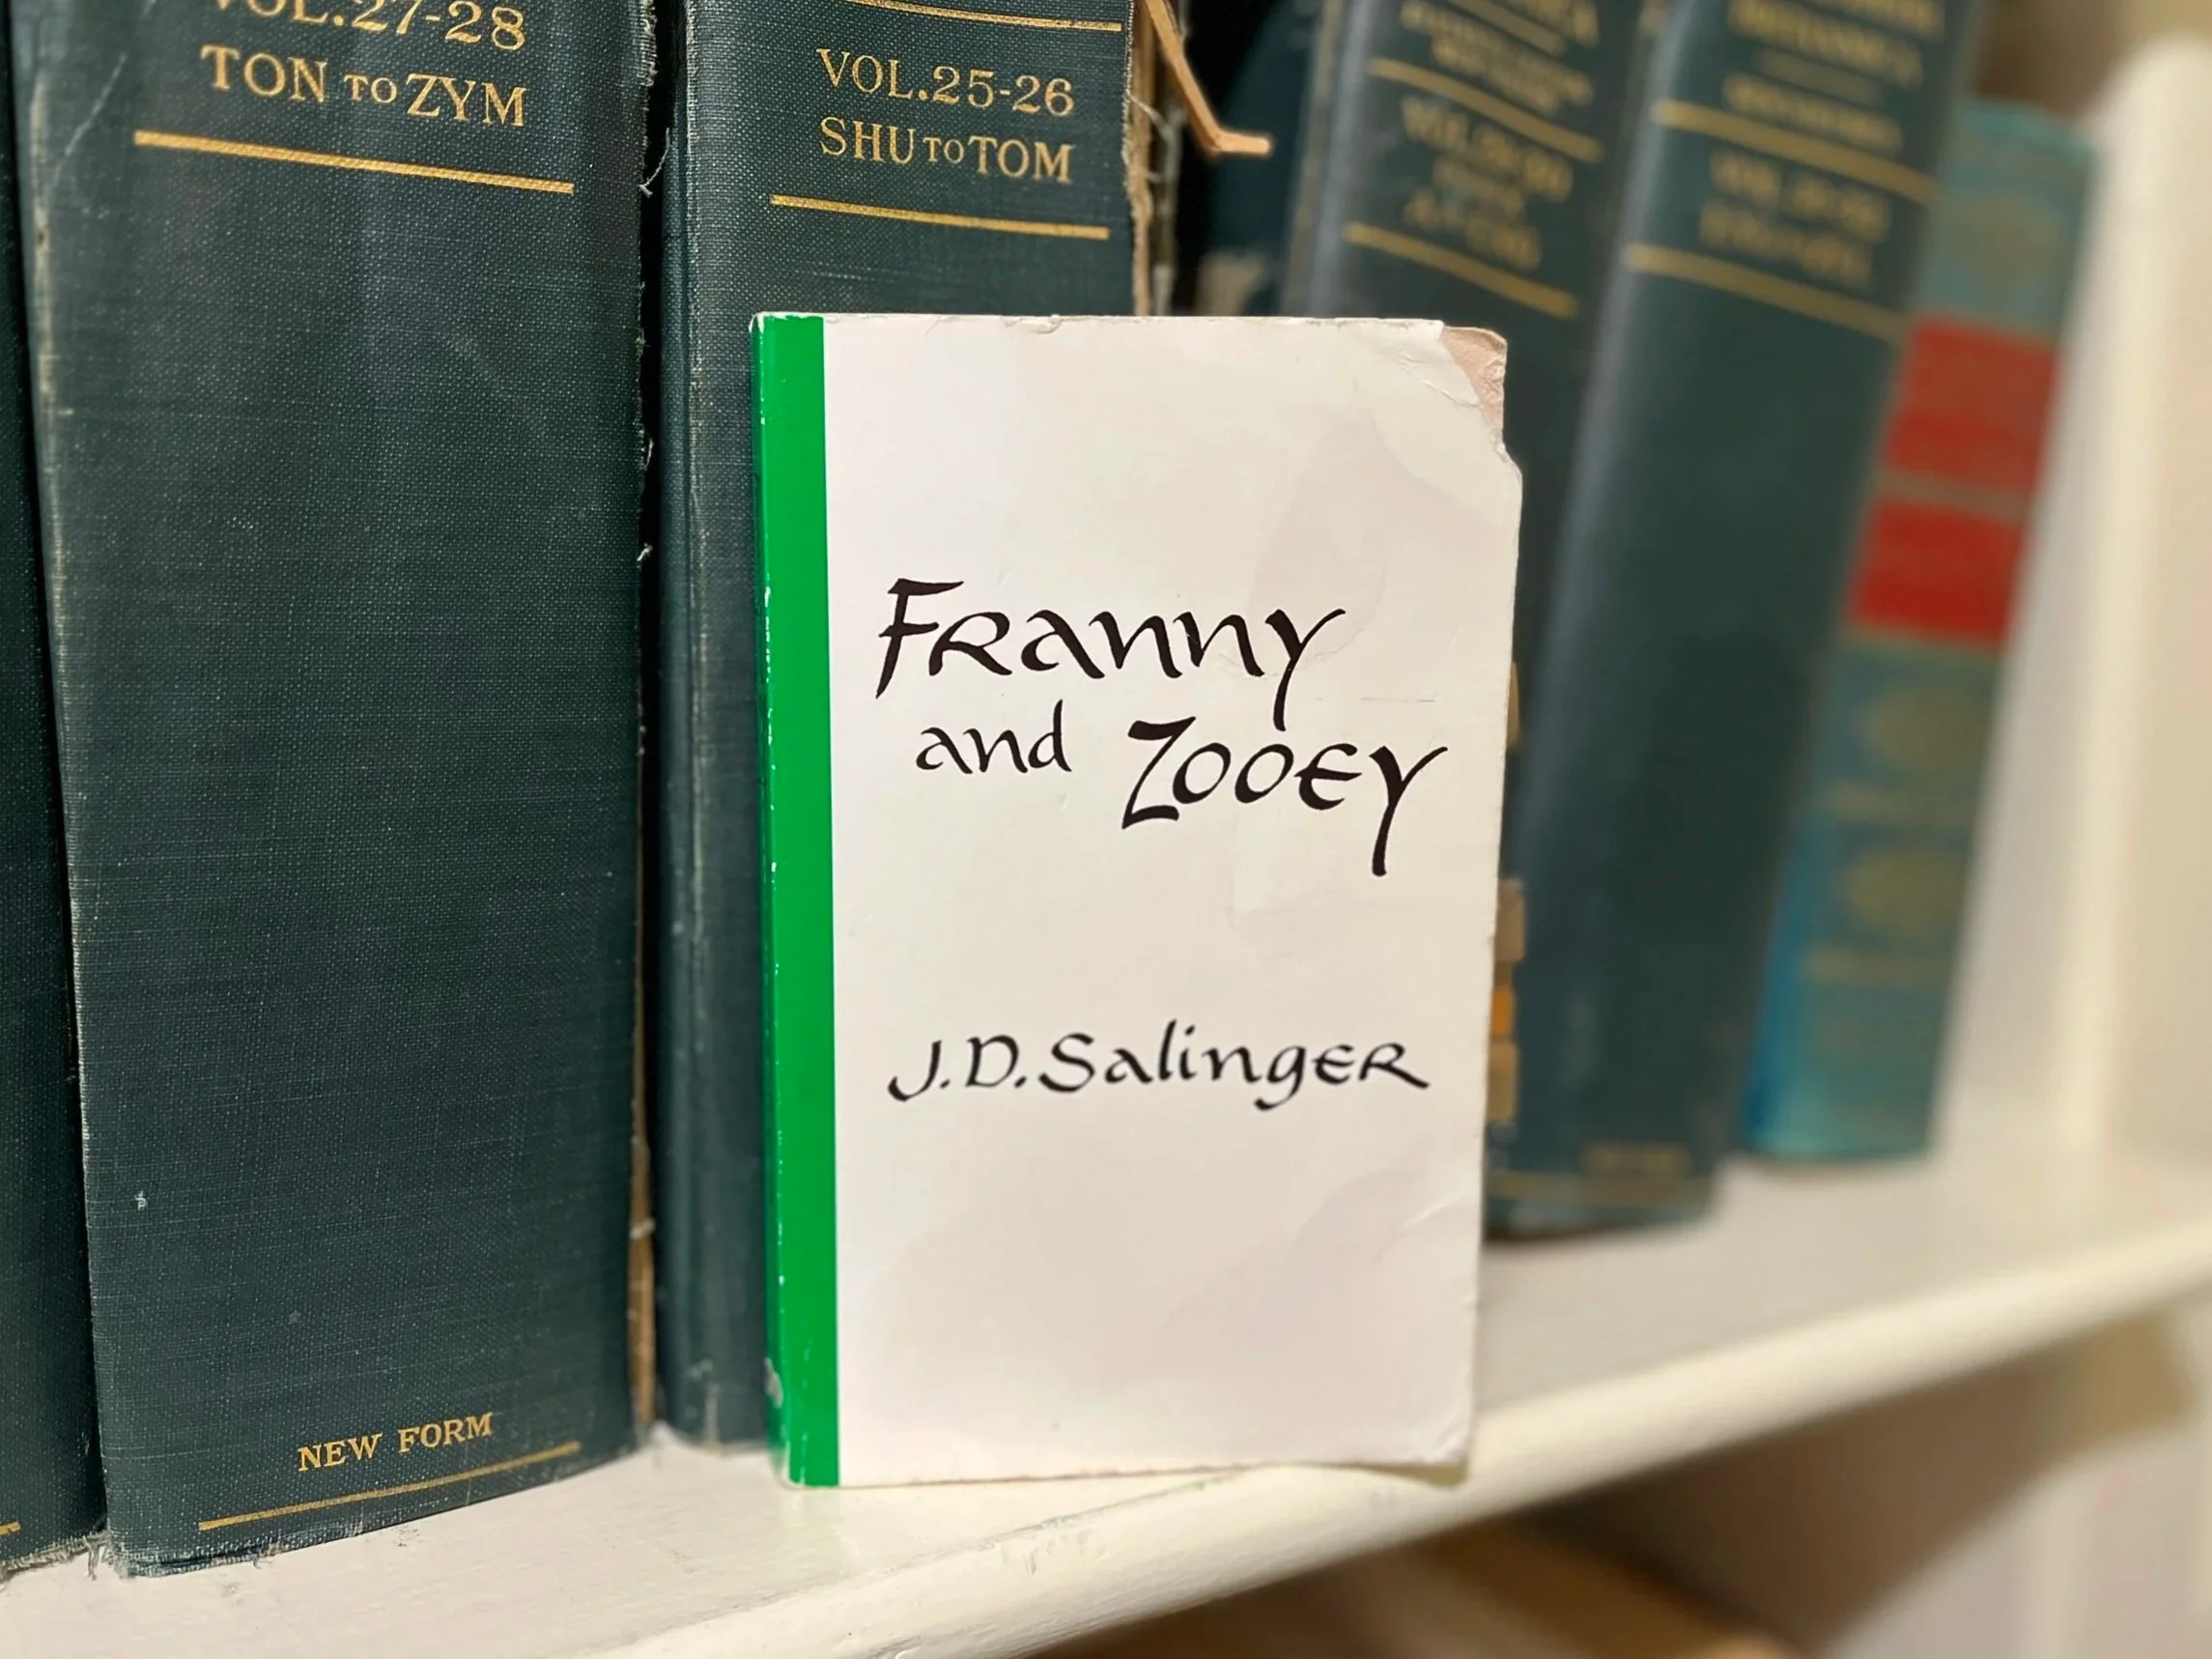 VOL.27-28
TON TO ZYM
NEW FORM
VOL.25-26
SHU TO TOM
Franny
and Zooey
J.D. Salinger